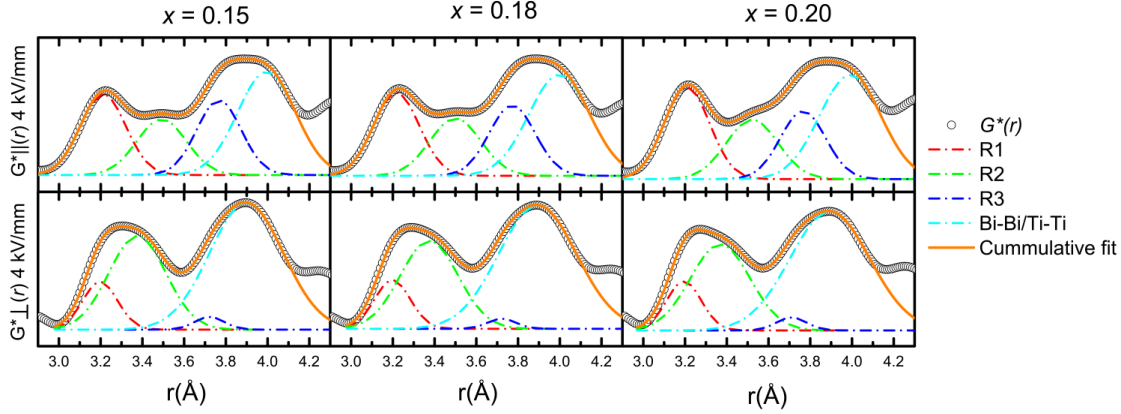 x = 0.15
x = 0.18
x = 0.20
G*||(r) 4 kV/mm
G*⊥(r) 4 kV/mm
G*(r)
R1
R2
R3
Bi-Bi/Ti-Ti
Cummulative fit
3.0 3.2 3.4 3.6 3.8 4.0 4.2
3.0 3.2 3.4 3.6 3.8 4.0 4.2
3.0 3.2 3.4 3.6 3.8 4.0 4.2
r(Å)
r(Å)
r(Å)